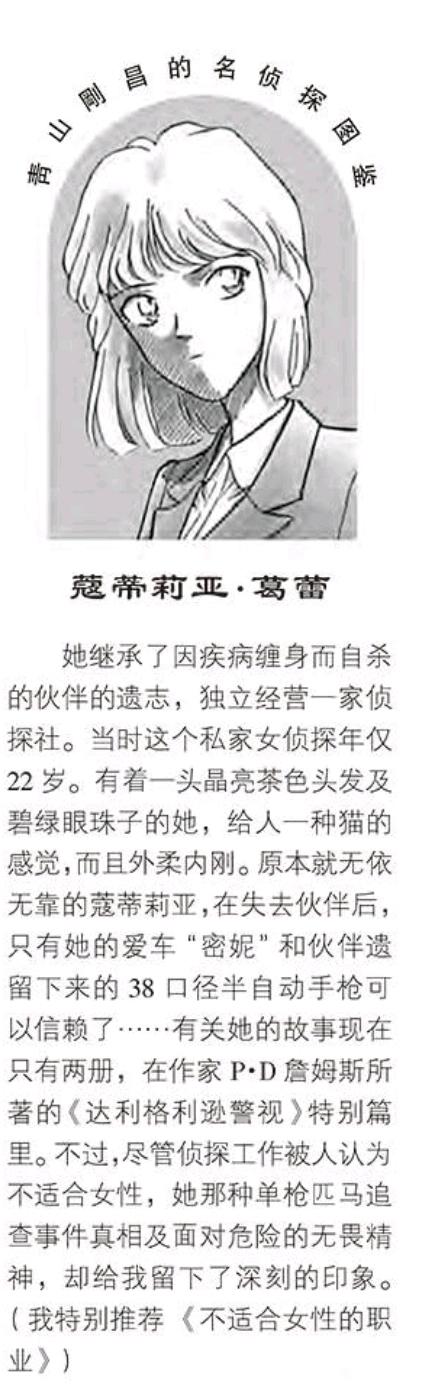 青山剛昌的名侦探图鉴
蔻蒂莉亚·葛蕾
她继承了因疾病缠身而自杀
的伙伴的遗志，独立经营一家侦
探社。当时这个私家女侦探年仅
22 岁。有着一头晶亮茶色头发及
碧绿眼珠子的她，给人一种猫的
感觉，而且外柔内刚。原本就无依
无靠的蔻蒂莉亚，在失去伙伴后，
只有她的爱车“密妮”和伙伴遗
留下来的 38 口径半自动手枪可
以信赖了……有关她的故事现在
只有两册，在作家 P·D 詹姆斯所
著的《达利格利逊警视》特别篇
里。不过，尽管侦探工作被人认为
不适合女性，她那种单枪匹马追
查事件真相及面对危险的无畏精
神，却给我留下了深刻的印象。
（我特别推荐《不适合女性的职
业》）